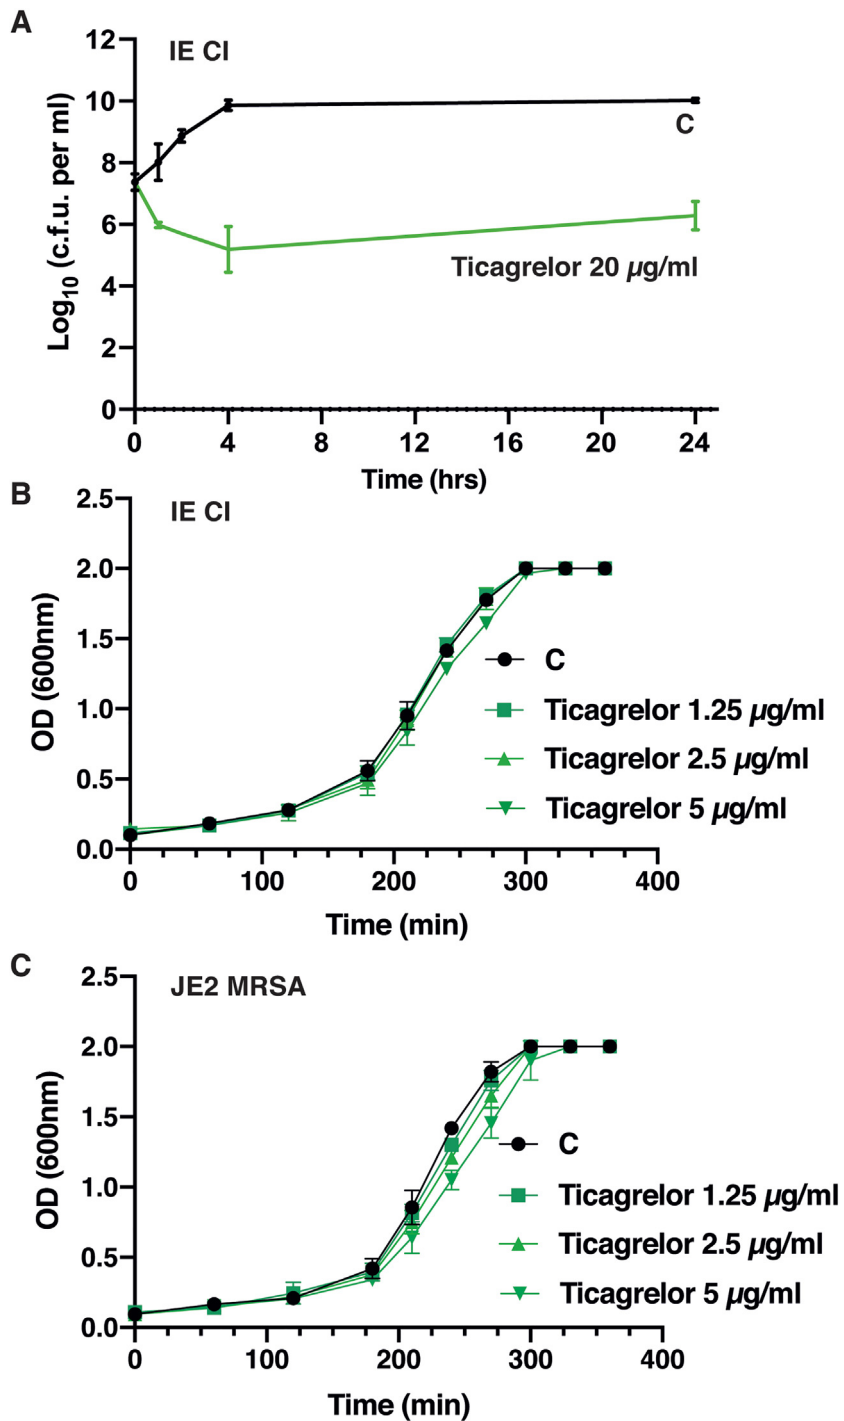 A
IE CI
12
10
8
6
4
2
0
Log10 (c.f.u. per ml)
C
Ticagrelor 20 µg/ml
0 4 8 12 16 20 24
Time (hrs)
B
IE CI
2.5
2.0
1.5
1.0
0.5
0.0
OD (600nm)
C
Ticagrelor 1.25 µg/ml
Ticagrelor 2.5 µg/ml
Ticagrelor 5 µg/ml
0 100 200 300 400
Time (min)
C
JE2 MRSA
2.5
2.0
1.5
1.0
0.5
0.0
OD (600nm)
C
Ticagrelor 1.25 µg/ml
Ticagrelor 2.5 µg/ml
Ticagrelor 5 µg/ml
0 100 200 300 400
Time (min)